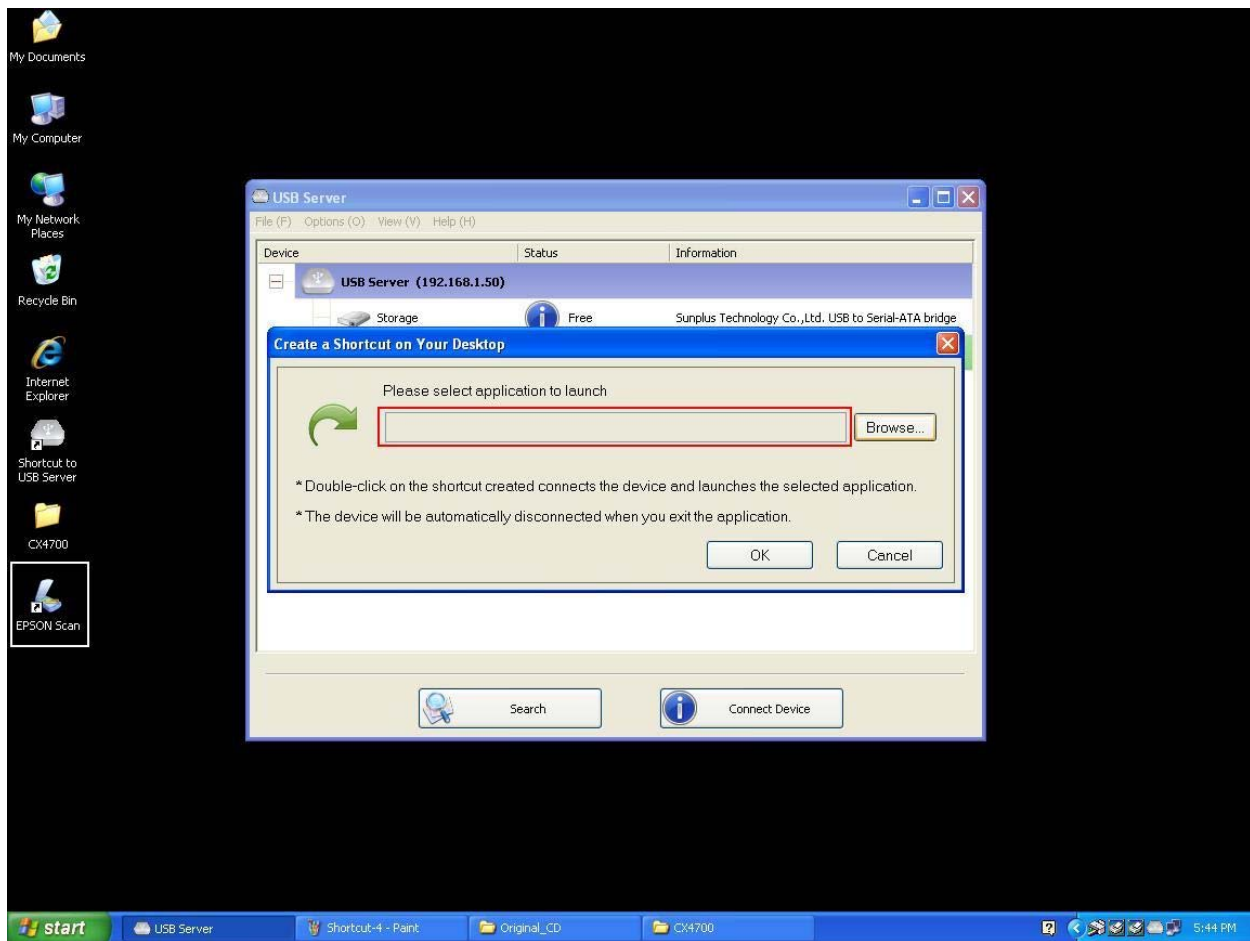 My Documents
My Computer
My Network
Places
Recycle Bin
Internet
Explorer
Shortcut to
USB Server
CX4700
EPSON Scan
USB Server
File (F) Options (O) View (V) Help (H)
Device Status Information
USB Server (192.168.1.50)
Storage Free Sunplus Technology Co.,Ltd. USB to Serial-ATA bridge
Create a Shortcut on Your Desktop
Please select application to launch
Browse...
* Double-click on the shortcut created connects the device and launches the selected application.
* The device will be automatically disconnected when you exit the application.
OK Cancel
Search Connect Device
start USB Server Shortcut-4 - Paint Original_CD CX4700 5:44 PM